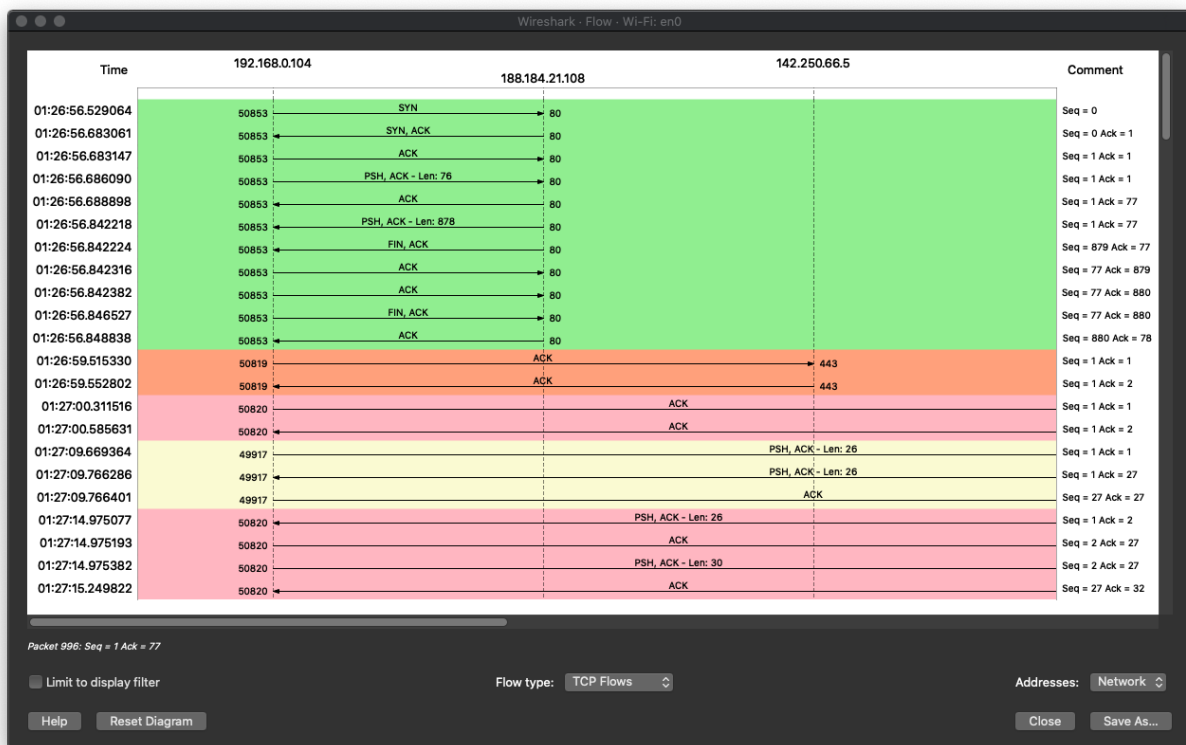 Wireshark · Flow · Wi-Fi: en0
Time 192.168.0.104 188.184.21.108 142.250.66.5 Comment
01:26:56.529064 50853 SYN 80 Seq = 0
01:26:56.683061 50853 SYN, ACK 80 Seq = 0 Ack = 1
01:26:56.683147 50853 ACK 80 Seq = 1 Ack = 1
01:26:56.686090 50853 PSH, ACK - Len: 76 80 Seq = 1 Ack = 1
01:26:56.688898 50853 ACK 80 Seq = 1 Ack = 77
01:26:56.842218 50853 PSH, ACK - Len: 878 80 Seq = 1 Ack = 77
01:26:56.842224 50853 FIN, ACK 80 Seq = 879 Ack = 77
01:26:56.842316 50853 ACK 80 Seq = 77 Ack = 879
01:26:56.842382 50853 ACK 80 Seq = 77 Ack = 880
01:26:56.846527 50853 FIN, ACK 80 Seq = 77 Ack = 880
01:26:56.848838 50853 ACK 80 Seq = 880 Ack = 78
01:26:59.515330 50819 ACK 443 Seq = 1 Ack = 1
01:26:59.552802 50819 ACK 443 Seq = 1 Ack = 2
01:27:00.311516 50820 ACK Seq = 1 Ack = 1
01:27:00.585631 50820 ACK Seq = 1 Ack = 2
01:27:09.669364 49917 PSH, ACK - Len: 26 Seq = 1 Ack = 1
01:27:09.766286 49917 PSH, ACK - Len: 26 Seq = 1 Ack = 27
01:27:09.766401 49917 ACK Seq = 27 Ack = 27
01:27:14.975077 50820 PSH, ACK - Len: 26 Seq = 1 Ack = 2
01:27:14.975193 50820 ACK Seq = 2 Ack = 27
01:27:14.975382 50820 PSH, ACK - Len: 30 Seq = 2 Ack = 27
01:27:15.249822 50820 ACK Seq = 27 Ack = 32
Packet 996: Seq = 1 Ack = 77
Limit to display filter Flow type: TCP Flows Addresses: Network
Help Reset Diagram Close Save As...